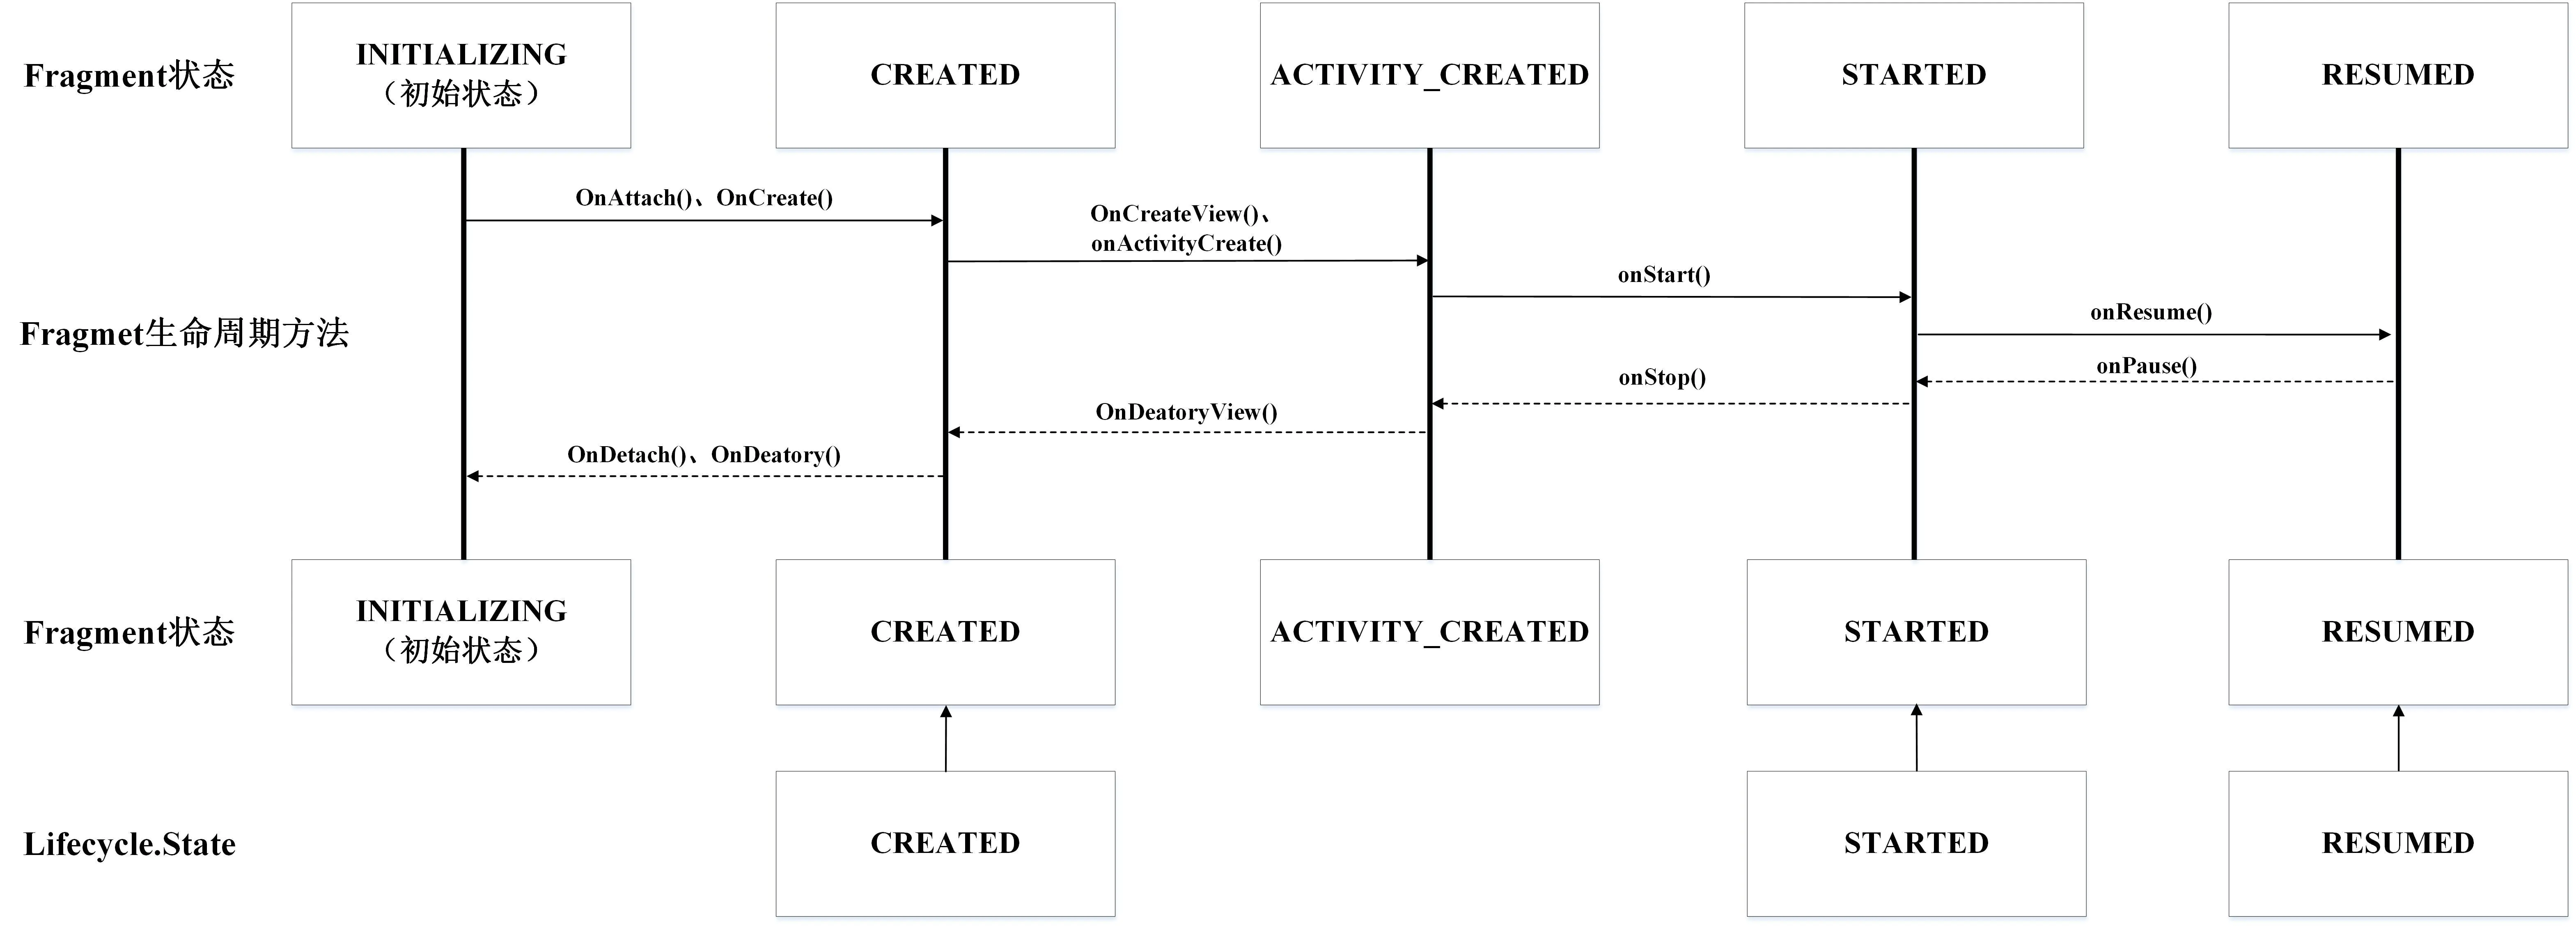 Fragment状态
INITIALIZING
（初始状态）
CREATED
ACTIVITY_CREATED
STARTED
RESUMED
OnAttach()、OnCreate()
OnCreateView()、
onActivityCreate()
onStart()
onResume()
Fragmet生命周期方法
onPause()
onStop()
OnDeatoryView()
OnDetach()、OnDeatory()
Fragment状态
INITIALIZING
（初始状态）
CREATED
ACTIVITY_CREATED
STARTED
RESUMED
Lifecycle.State
CREATED
STARTED
RESUMED